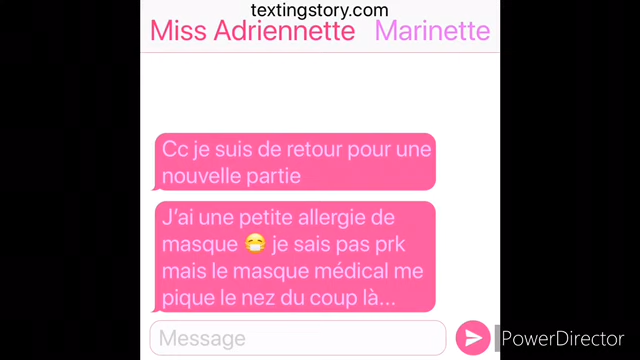 textingstory.com
Miss Adriennette Marinette
Cc je suis de retour pour une
nouvelle partie
J'ai une petite allergie de
masque 😷 je sais pas prk
mais le masque médical me
pique le nez du coup là...
Message
PowerDirector